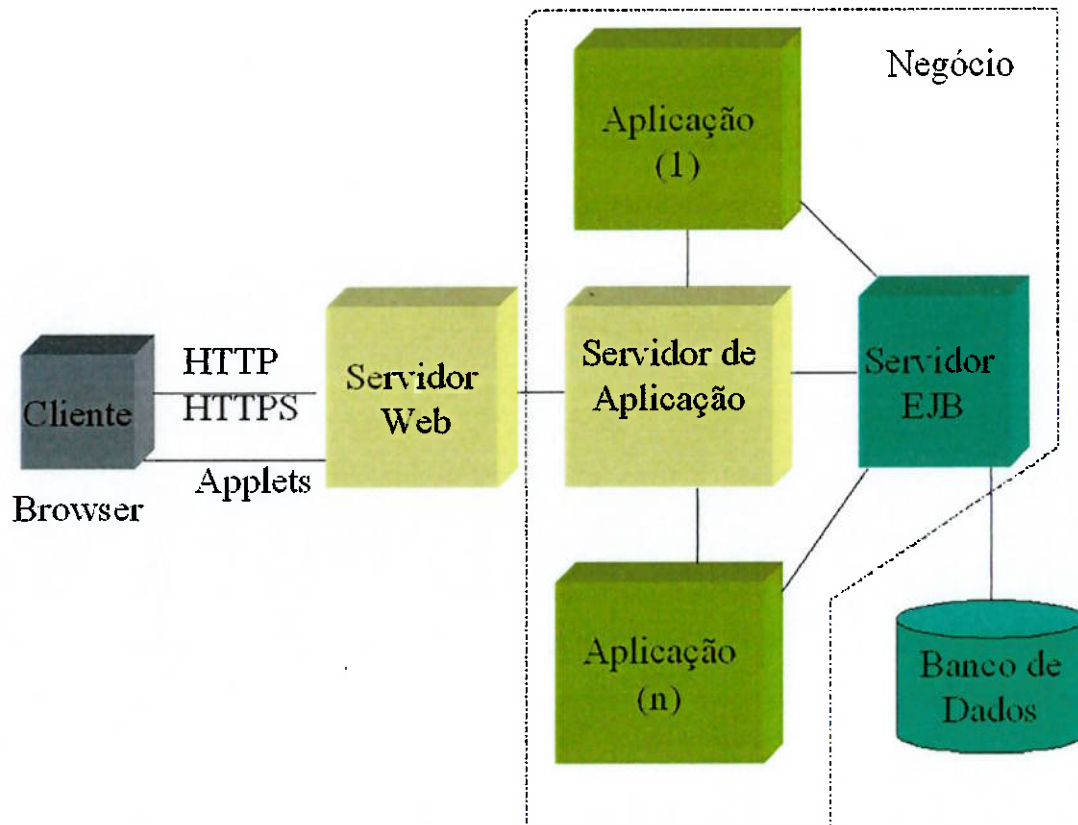 Negócio
Aplicação
(1)
HTTP
HTTPS
Applets
Cliente
Browser
Servidor
Web
Servidor de
Aplicação
Servidor
EJB
Aplicação
(n)
Banco de
Dados